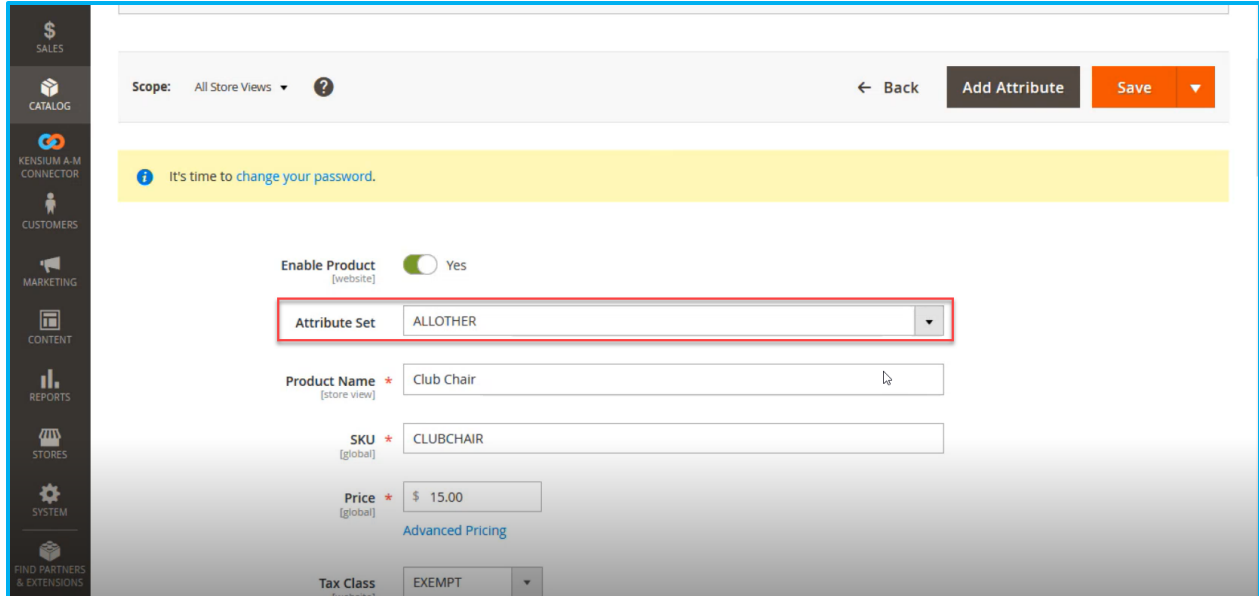 $
SALES
CATALOG
KENSIUM A-M
CONNECTOR
CUSTOMERS
MARKETING
CONTENT
REPORTS
STORES
SYSTEM
FIND PARTNERS
& EXTENSIONS
Scope: All Store Views ? ← Back Add Attribute Save
It's time to change your password.
Enable Product Yes
[website]
Attribute Set ALLOTHER
Product Name * Club Chair
[store view]
SKU * CLUBCHAIR
[global]
Price * $ 15.00
[global]
Advanced Pricing
Tax Class EXEMPT